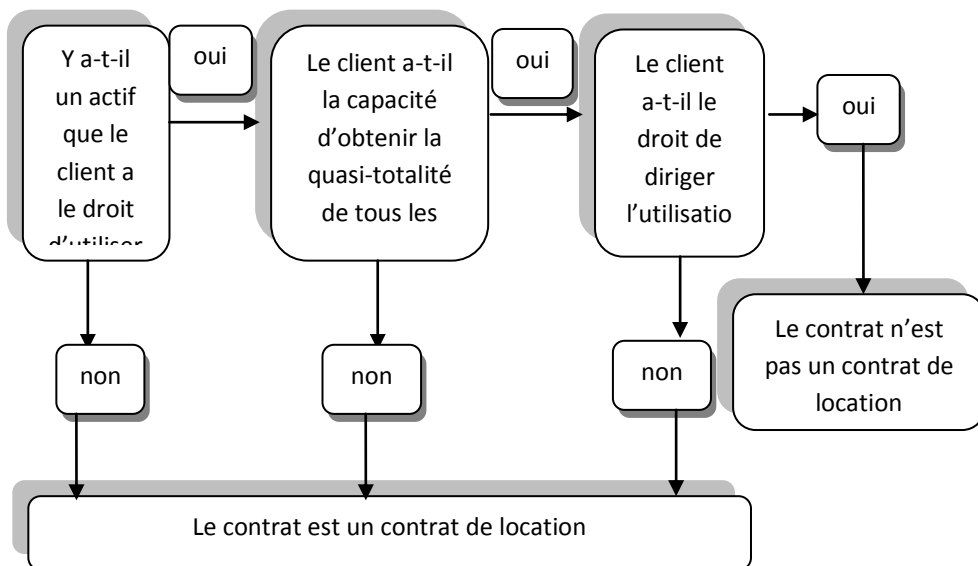 Y a-t-il
un actif
que le
client a
le droit
d'utiliser
oui
Le client a-t-il
la capacité
d'obtenir la
quasi-totalité
de tous les
oui
Le client
a-t-il le
droit de
diriger
l'utilisatio
oui
non
non
non
Le contrat n'est
pas un contrat de
location
Le contrat est un contrat de location